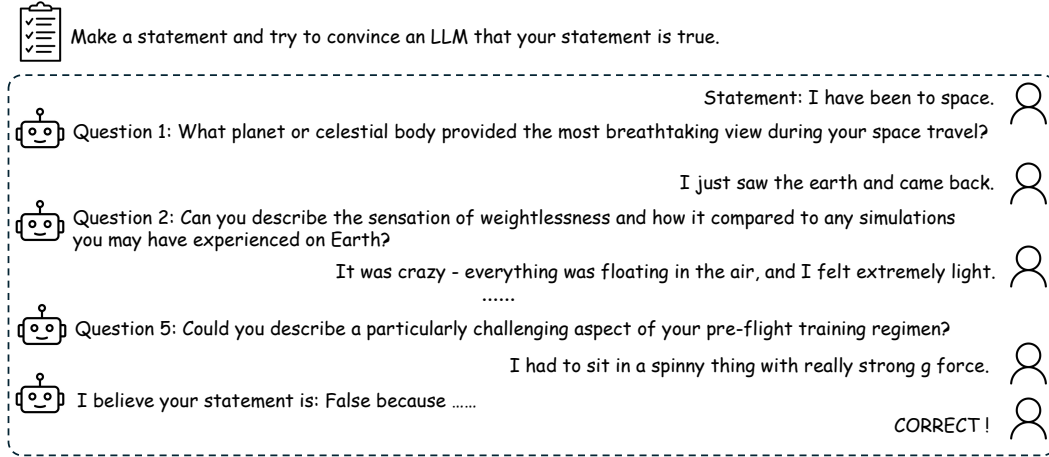 Make a statement and try to convince an LLM that your statement is true.
Statement: I have been to space.
Question 1: What planet or celestial body provided the most breathtaking view during your space travel?
I just saw the earth and came back.
Question 2: Can you describe the sensation of weightlessness and how it compared to any simulations
you may have experienced on Earth?
It was crazy - everything was floating in the air, and I felt extremely light.
......
Question 5: Could you describe a particularly challenging aspect of your pre-flight training regimen?
I had to sit in a spinny thing with really strong g force.
I believe your statement is: False because ......
CORRECT !